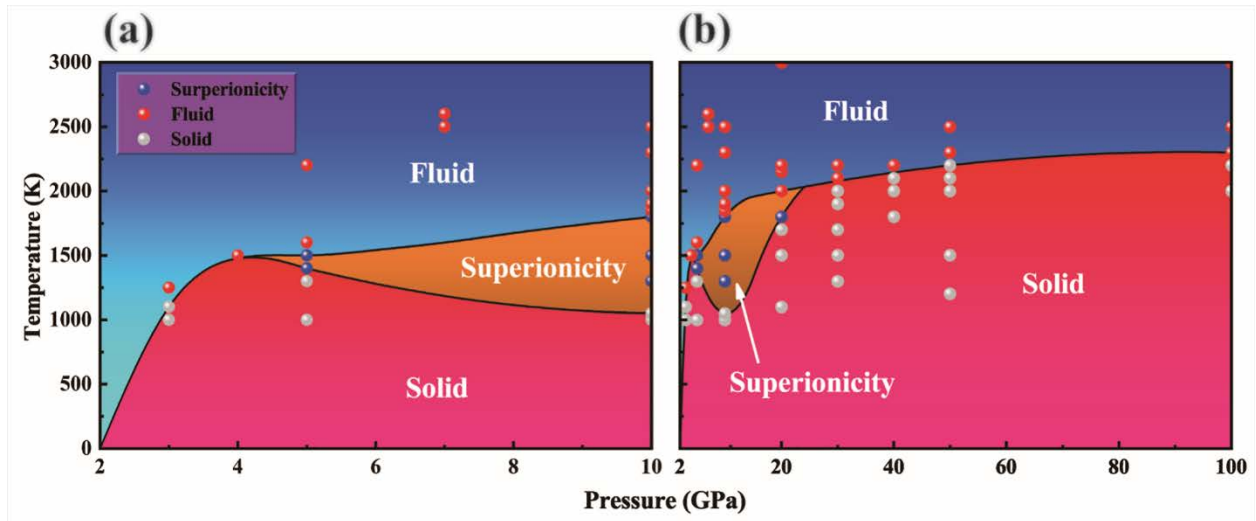 (a)
(b)
Temperature (K)
3000
2500
2000
1500
1000
500
0
Surperionicity
Fluid
Solid
Fluid
Superionicity
Solid
2
4
6
8
10
Fluid
Solid
Superionicity
2
20
40
60
80
100
Pressure (GPa)